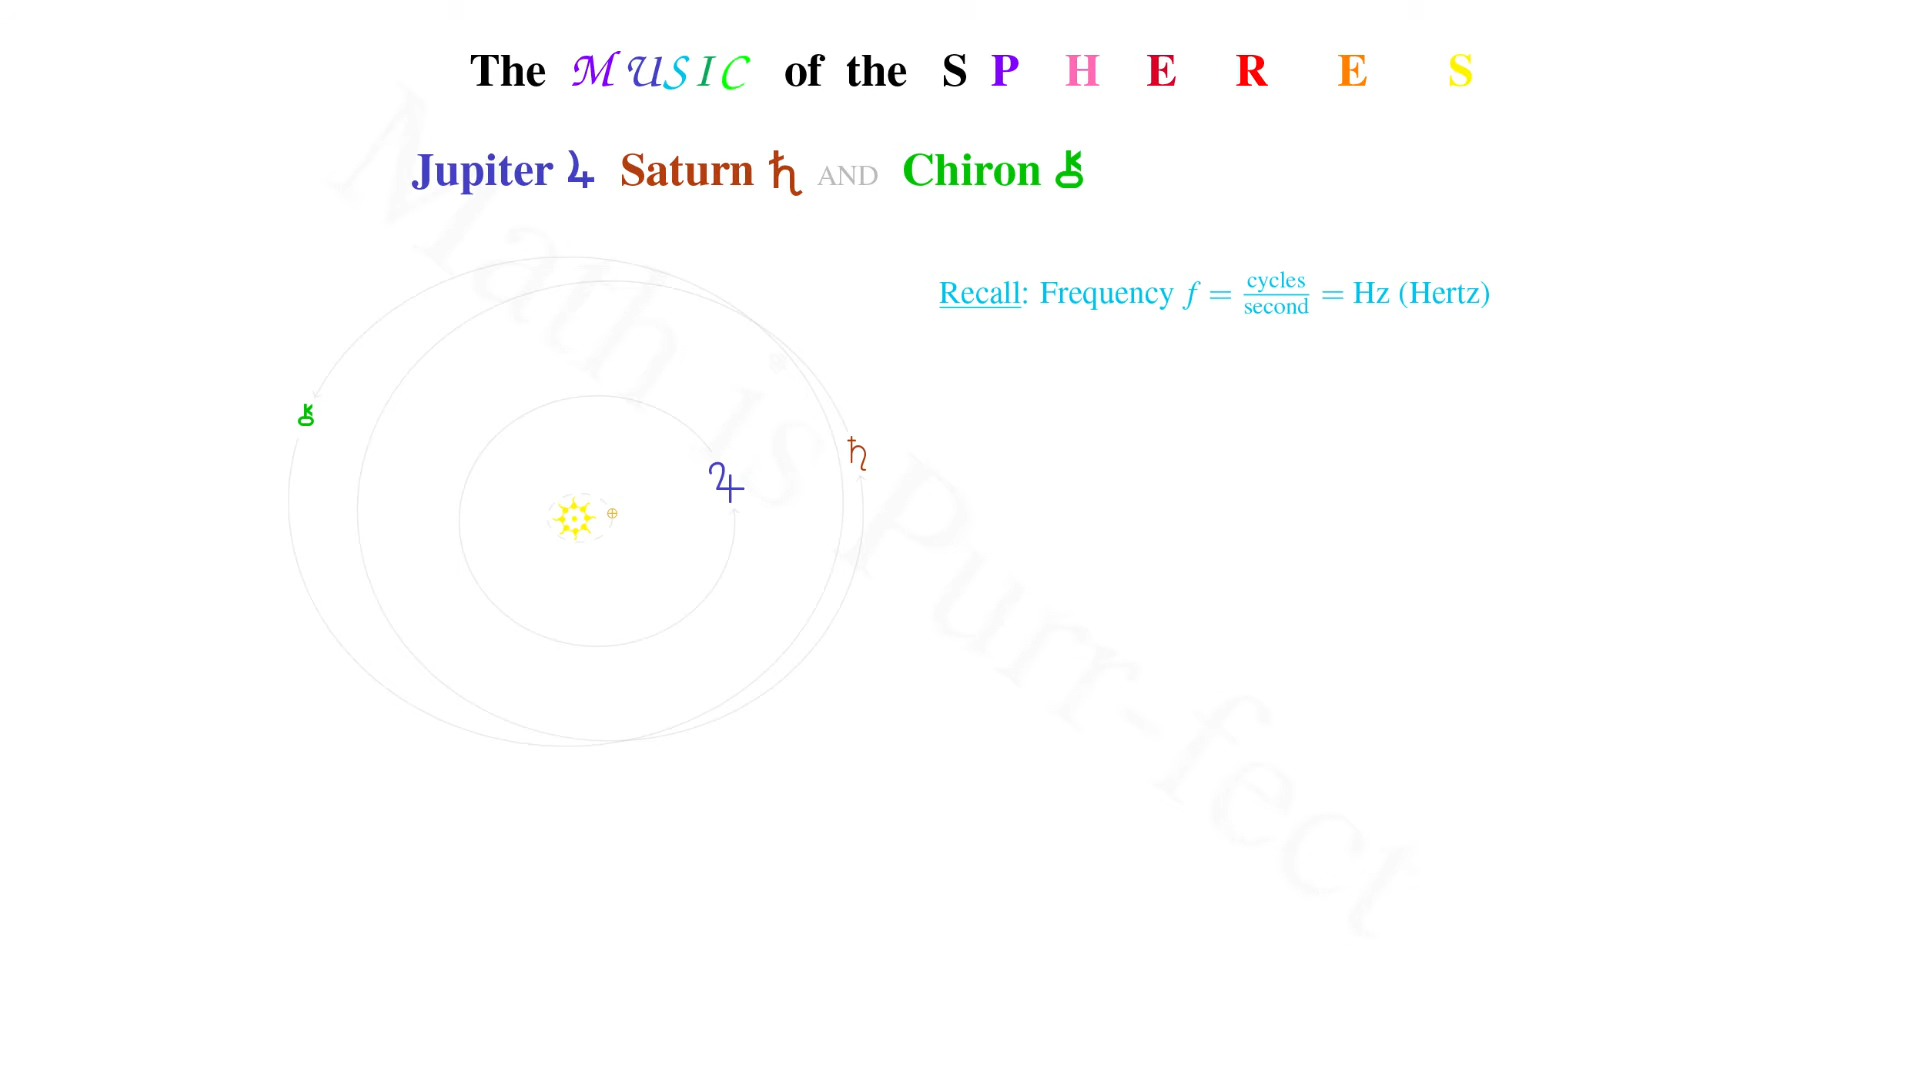 The MUSIC of the S P H E R E S
Jupiter ♃ Saturn ♄ AND Chiron ⚷
Recall: Frequency f = cycles/second = Hz (Hertz)
⚷
♄
♃
⊕
Math is Purr-fect